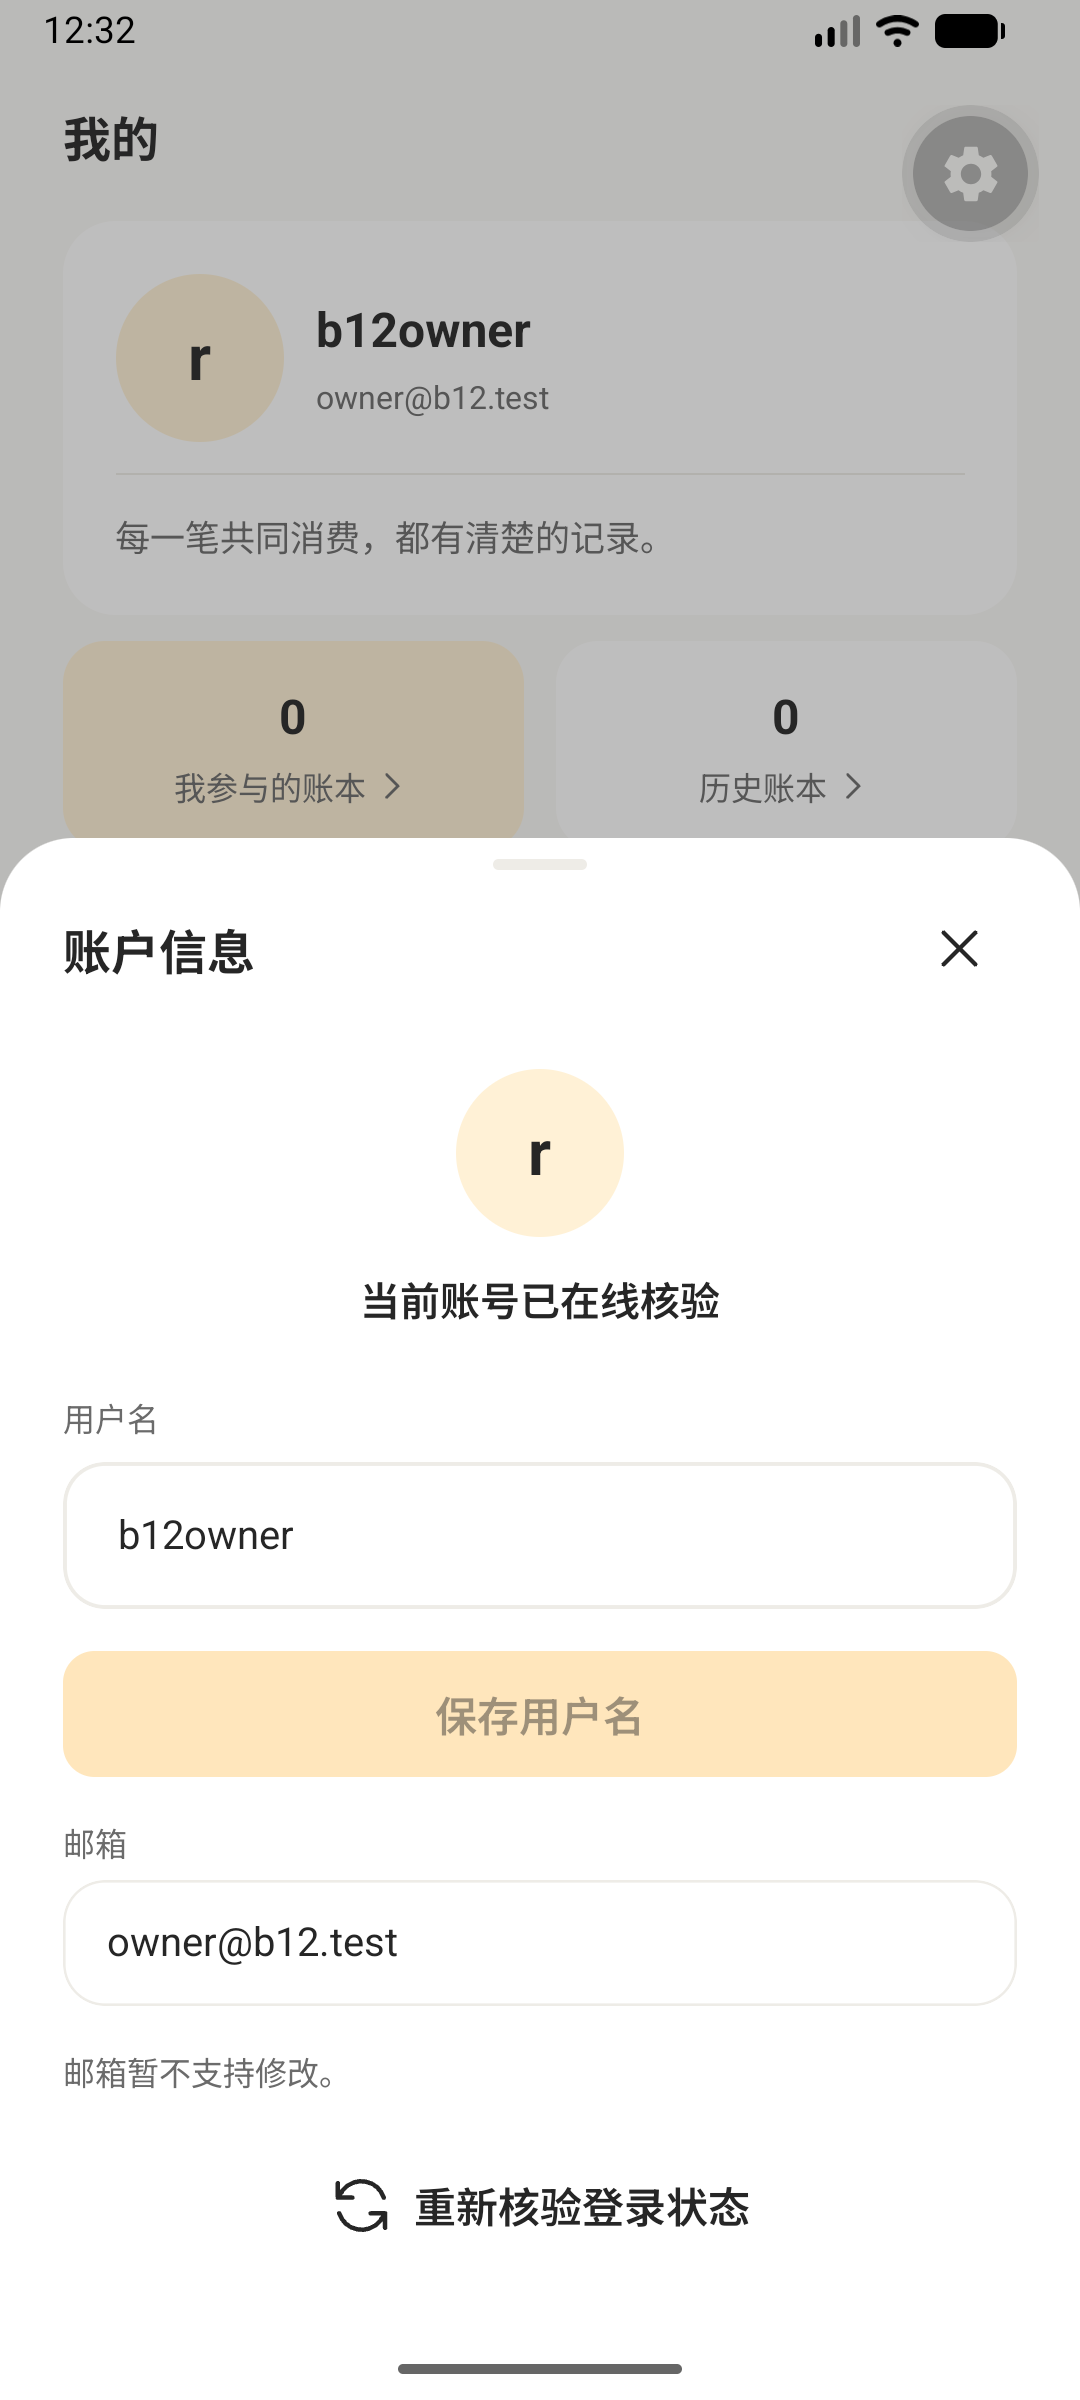 12:32
我的
r
b12owner
owner@b12.test
每一笔共同消费，都有清楚的记录。
0
我参与的账本
0
历史账本
账户信息
r
当前账号已在线核验
用户名
b12owner
保存用户名
邮箱
owner@b12.test
邮箱暂不支持修改。
重新核验登录状态